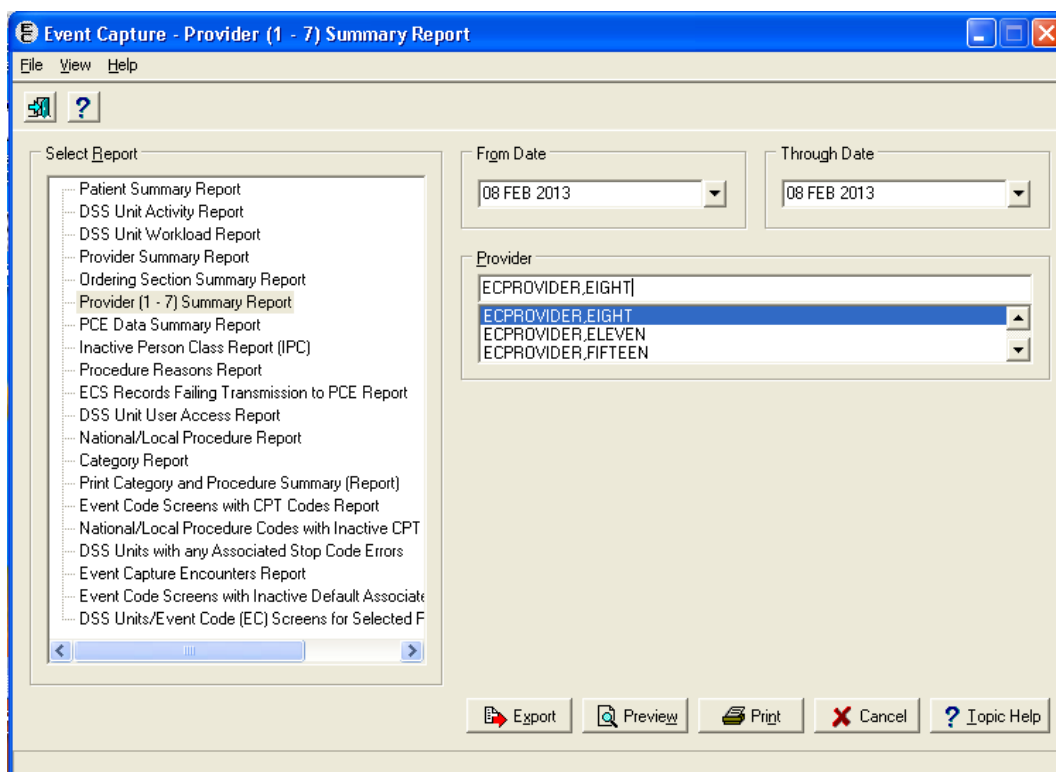 Event Capture - Provider (1 - 7) Summary Report
File View Help
?
Select Report
Patient Summary Report
DSS Unit Activity Report
DSS Unit Workload Report
Provider Summary Report
Ordering Section Summary Report
Provider (1 - 7) Summary Report
PCE Data Summary Report
Inactive Person Class Report (IPC)
Procedure Reasons Report
ECS Records Failing Transmission to PCE Report
DSS Unit User Access Report
National/Local Procedure Report
Category Report
Print Category and Procedure Summary (Report)
Event Code Screens with CPT Codes Report
National/Local Procedure Codes with Inactive CPT
DSS Units with any Associated Stop Code Errors
Event Capture Encounters Report
Event Code Screens with Inactive Default Associate
DSS Units/Event Code (EC) Screens for Selected F
From Date
08 FEB 2013
Through Date
08 FEB 2013
Provider
ECPROVIDER,EIGHT
ECPROVIDER,EIGHT
ECPROVIDER,ELEVEN
ECPROVIDER,FIFTEEN
Export Preview Print Cancel ? Topic Help